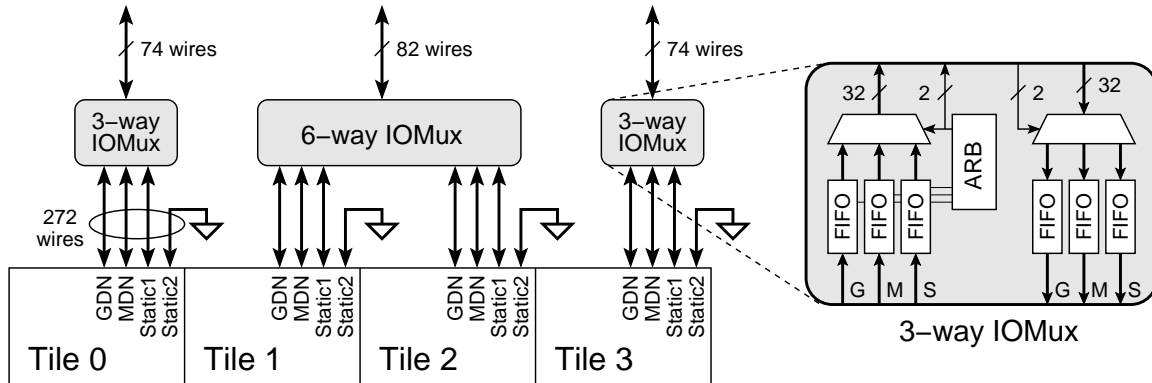 74 wires
82 wires
74 wires
3−way
IOMux
6−way IOMux
3−way
IOMux
272
wires
GDN
MDN
Static1
Static2
GDN
MDN
Static1
Static2
GDN
MDN
Static1
Static2
GDN
MDN
Static1
Static2
Tile 0
Tile 1
Tile 2
Tile 3
32
2
2
32
ARB
FIFO
FIFO
FIFO
FIFO
FIFO
FIFO
G
M
S
G
M
S
3−way IOMux